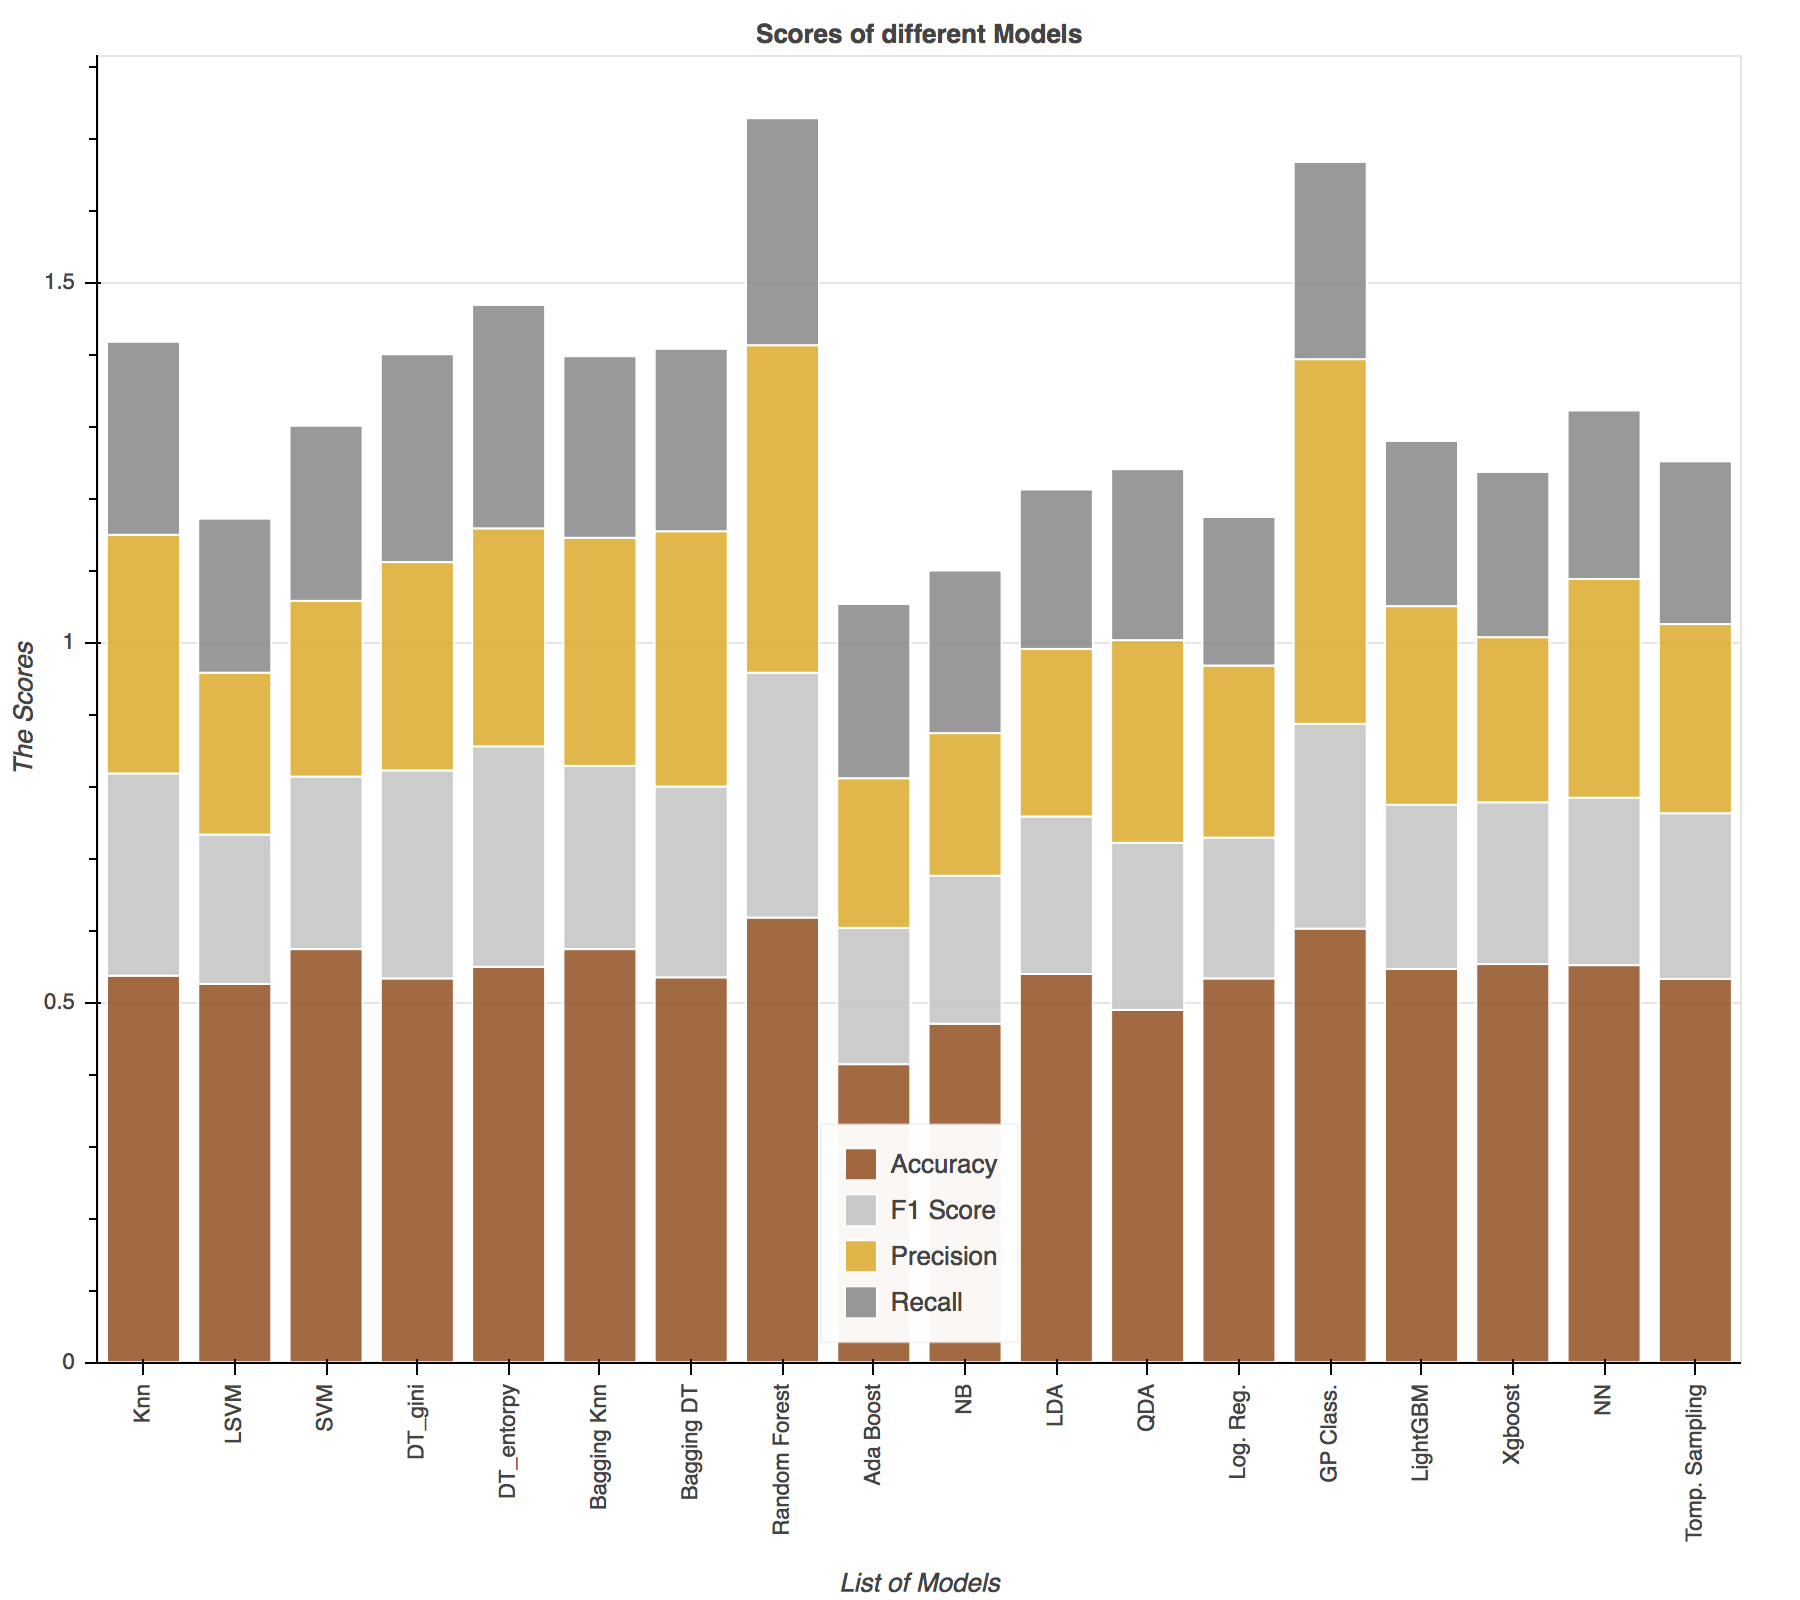 Scores of different Models
1.5
1
0.5
0
The Scores
Accuracy
F1 Score
Precision
Recall
Knn
LSVM
SVM
DT_gini
DT_entorpy
Bagging Knn
Bagging DT
Random Forest
Ada Boost
NB
LDA
QDA
Log. Reg.
GP Class.
LightGBM
Xgboost
NN
Tomp. Sampling
List of Models